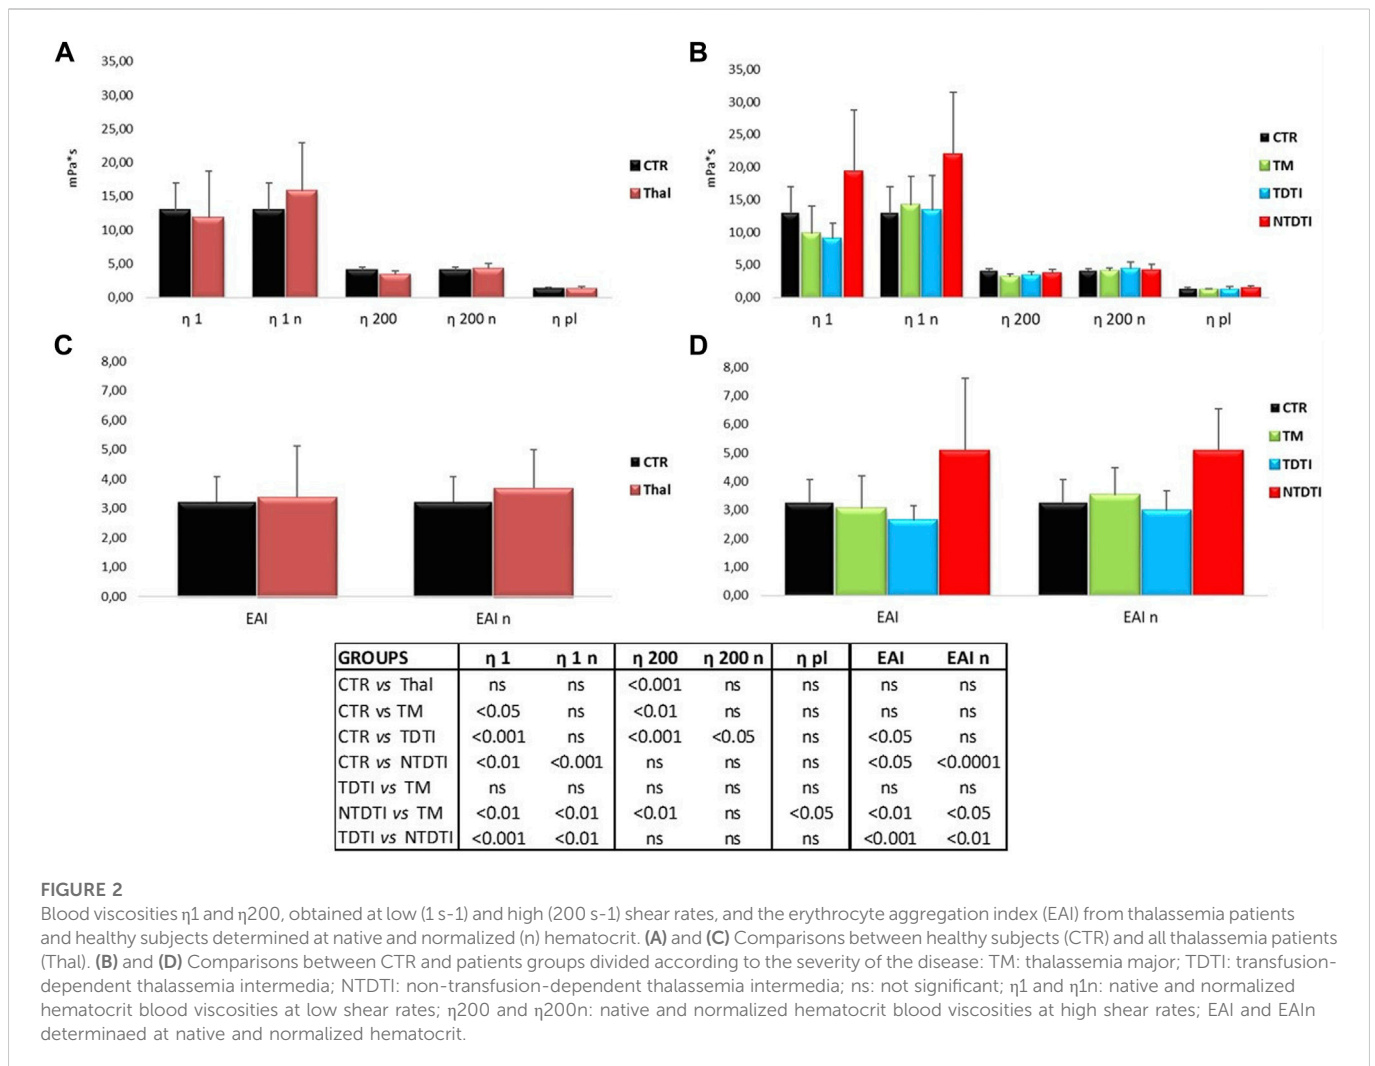 A
35,00
30,00
25,00
20,00
15,00
10,00
5,00
0,00
mPa*s
η 1
η 1 n
η 200
η 200 n
η pl
CTR
Thal
B
35,00
30,00
25,00
20,00
15,00
10,00
5,00
0,00
mPa*s
η 1
η 1 n
η 200
η 200 n
η pl
CTR
TM
TDTI
NTDTI
C
8,00
7,00
6,00
5,00
4,00
3,00
2,00
1,00
0,00
EAI
EAI n
CTR
Thal
D
8,00
7,00
6,00
5,00
4,00
3,00
2,00
1,00
0,00
EAI
EAI n
CTR
TM
TDTI
NTDTI
GROUPS η 1 η 1 n η 200 η 200 n η pl EAI EAI n
CTR vs Thal ns ns <0.001 ns ns ns ns
CTR vs TM <0.05 ns <0.01 ns ns ns ns
CTR vs TDTI <0.001 ns <0.001 <0.05 ns <0.05 ns
CTR vs NTDTI <0.01 <0.001 ns ns ns <0.05 <0.0001
TDTI vs TM ns ns ns ns ns ns ns
NTDTI vs TM <0.01 <0.01 <0.01 ns <0.05 <0.01 <0.05
TDTI vs NTDTI <0.001 <0.01 ns ns ns <0.001 <0.01
FIGURE 2
Blood viscosities η1 and η200, obtained at low (1 s-1) and high (200 s-1) shear rates, and the erythrocyte aggregation index (EAI) from thalassemia patients
and healthy subjects determined at native and normalized (n) hematocrit. (A) and (C) Comparisons between healthy subjects (CTR) and all thalassemia patients
(Thal). (B) and (D) Comparisons between CTR and patients groups divided according to the severity of the disease: TM: thalassemia major; TDTI: transfusion-
dependent thalassemia intermedia; NTDTI: non-transfusion-dependent thalassemia intermedia; ns: not significant; η1 and η1n: native and normalized
hematocrit blood viscosities at low shear rates; η200 and η200n: native and normalized hematocrit blood viscosities at high shear rates; EAI and EAIn
determinaed at native and normalized hematocrit.